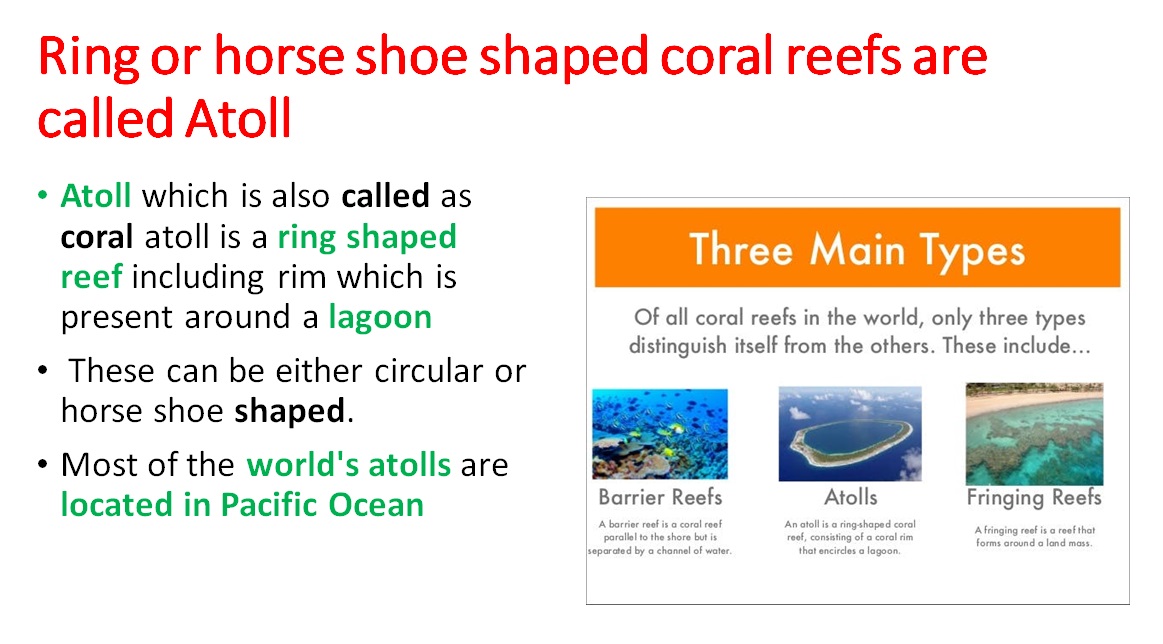 Ring or horse shoe shaped coral reefs are
called Atoll
• Atoll which is also called as
coral atoll is a ring shaped
reef including rim which is
present around a lagoon
• These can be either circular or
horse shoe shaped.
• Most of the world's atolls are
located in Pacific Ocean
Three Main Types
Of all coral reefs in the world, only three types
distinguish itself from the others. These include...
Barrier Reefs
A barrier reef is a coral reef
parallel to the shore but is
separated by a channel of water.
Atolls
An atoll is a ring-shaped coral
reef, consisting of a coral rim
that encircles a lagoon.
Fringing Reefs
A fringing reef is a reef that
forms around a land mass.